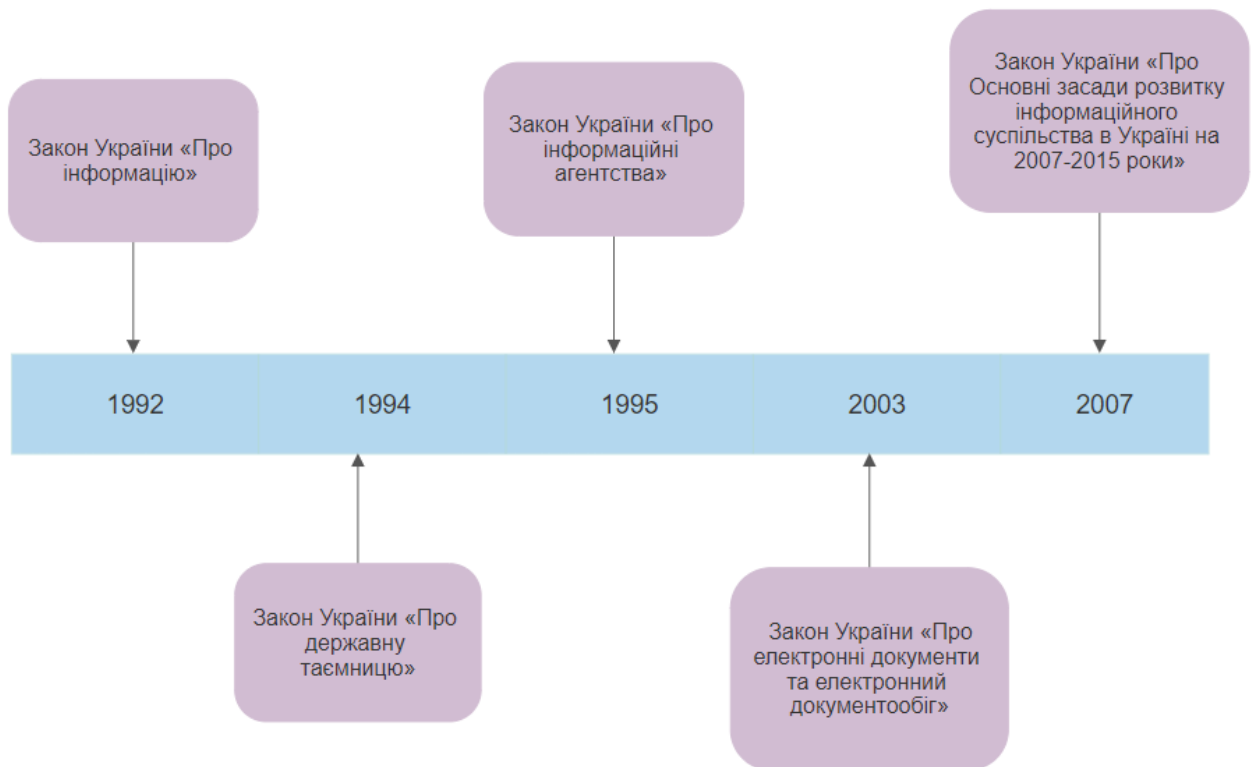 Закон України «Про
інформацію»
Закон України «Про
інформаційні
агентства»
Закон України «Про
Основні засади розвитку
інформаційного
суспільства в Україні на
2007-2015 роки»
1992
1994
1995
2003
2007
Закон України «Про
державну
таємницю»
Закон України «Про
електронні документи
та електронний
документообіг»